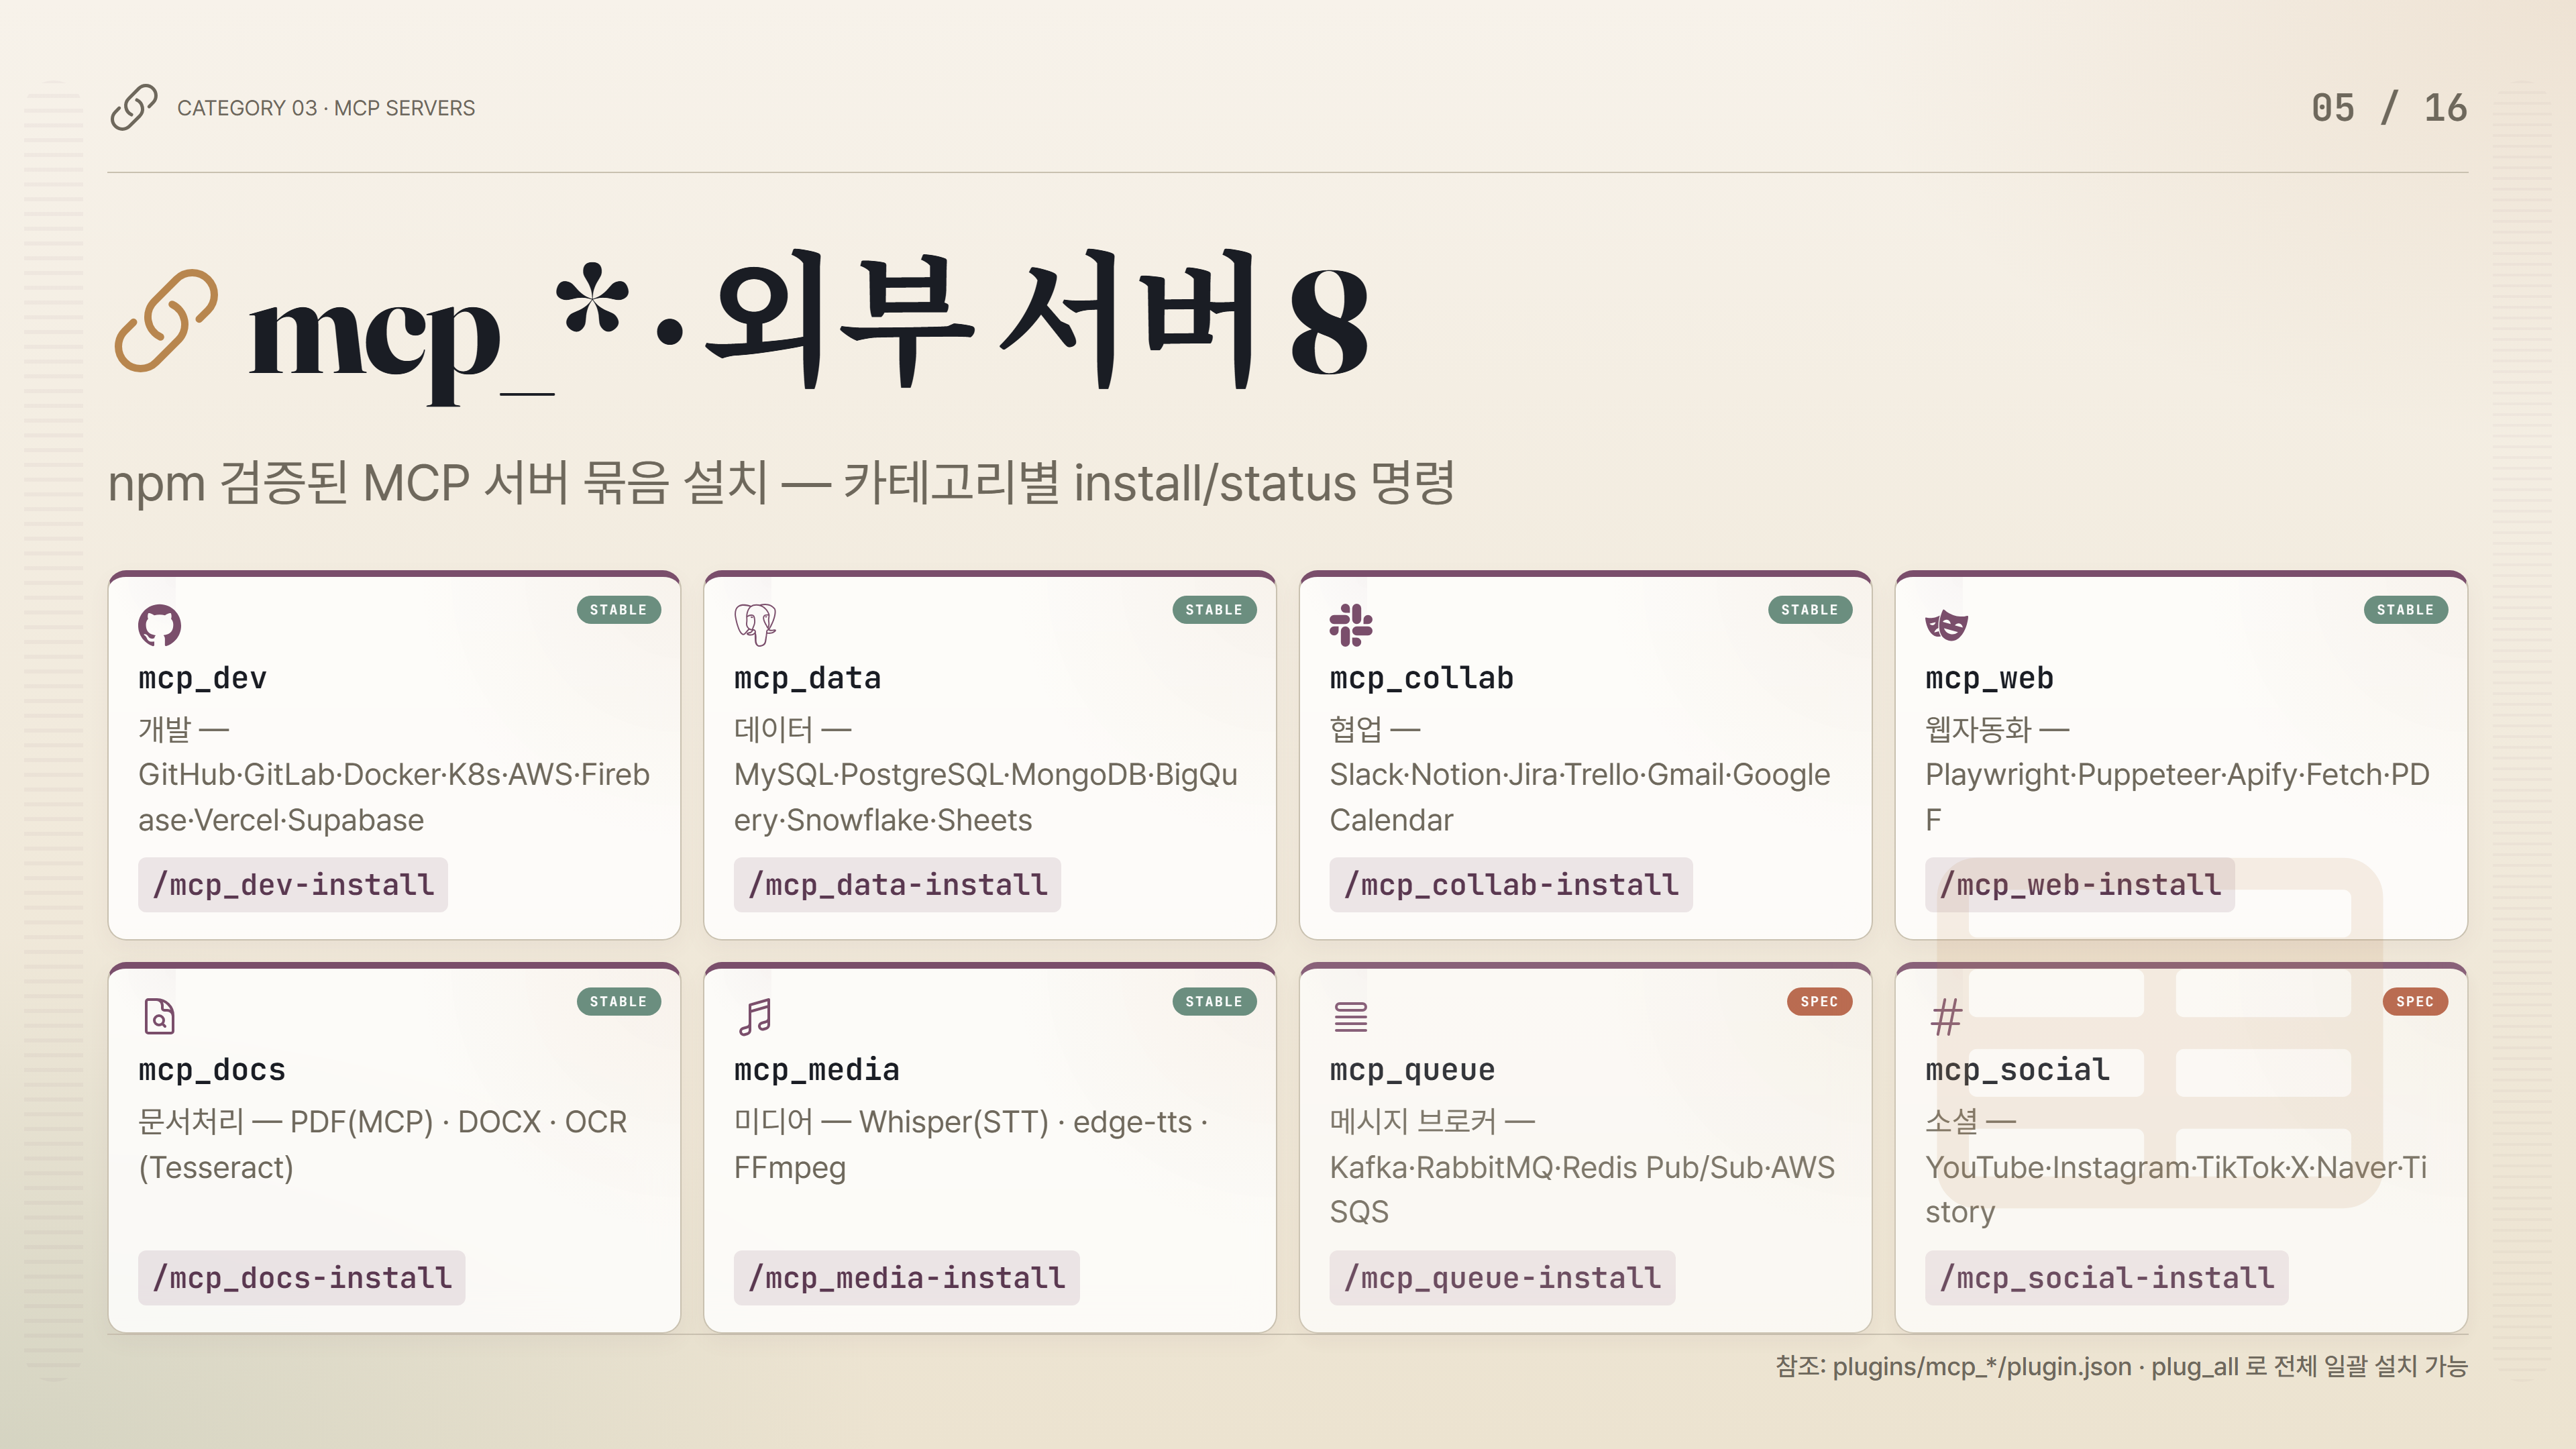 CATEGORY 03 · MCP SERVERS
05 / 16
mcp_* · 외부 서버 8
npm 검증된 MCP 서버 묶음 설치 — 카테고리별 install/status 명령
STABLE
mcp_dev
개발 —
GitHub·GitLab·Docker·K8s·AWS·Fireb
ase·Vercel·Supabase
/mcp_dev-install
STABLE
mcp_data
데이터 —
MySQL·PostgreSQL·MongoDB·BigQu
ery·Snowflake·Sheets
/mcp_data-install
STABLE
mcp_collab
협업 —
Slack·Notion·Jira·Trello·Gmail·Google
Calendar
/mcp_collab-install
STABLE
mcp_web
웹자동화 —
Playwright·Puppeteer·Apify·Fetch·PD
F
/mcp_web-install
STABLE
mcp_docs
문서처리 — PDF(MCP) · DOCX · OCR
(Tesseract)
/mcp_docs-install
STABLE
mcp_media
미디어 — Whisper(STT) · edge-tts ·
FFmpeg
/mcp_media-install
SPEC
mcp_queue
메시지 브로커 —
Kafka·RabbitMQ·Redis Pub/Sub·AWS
SQS
/mcp_queue-install
SPEC
mcp_social
소셜 —
YouTube·Instagram·TikTok·X·Naver·Ti
story
/mcp_social-install
참조: plugins/mcp_*/plugin.json · plug_all 로 전체 일괄 설치 가능